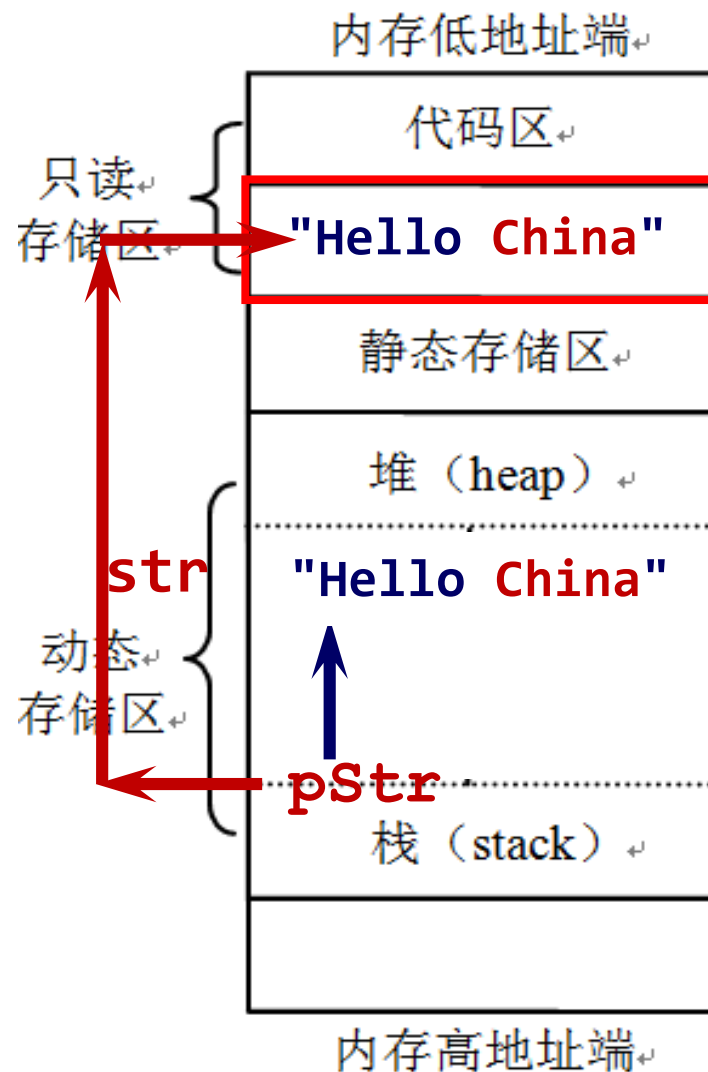 内存低地址端
代码区
只读
存储区
"Hello China"
静态存储区
堆（heap）
str
"Hello China"
动态
存储区
pStr
栈（stack）
内存高地址端